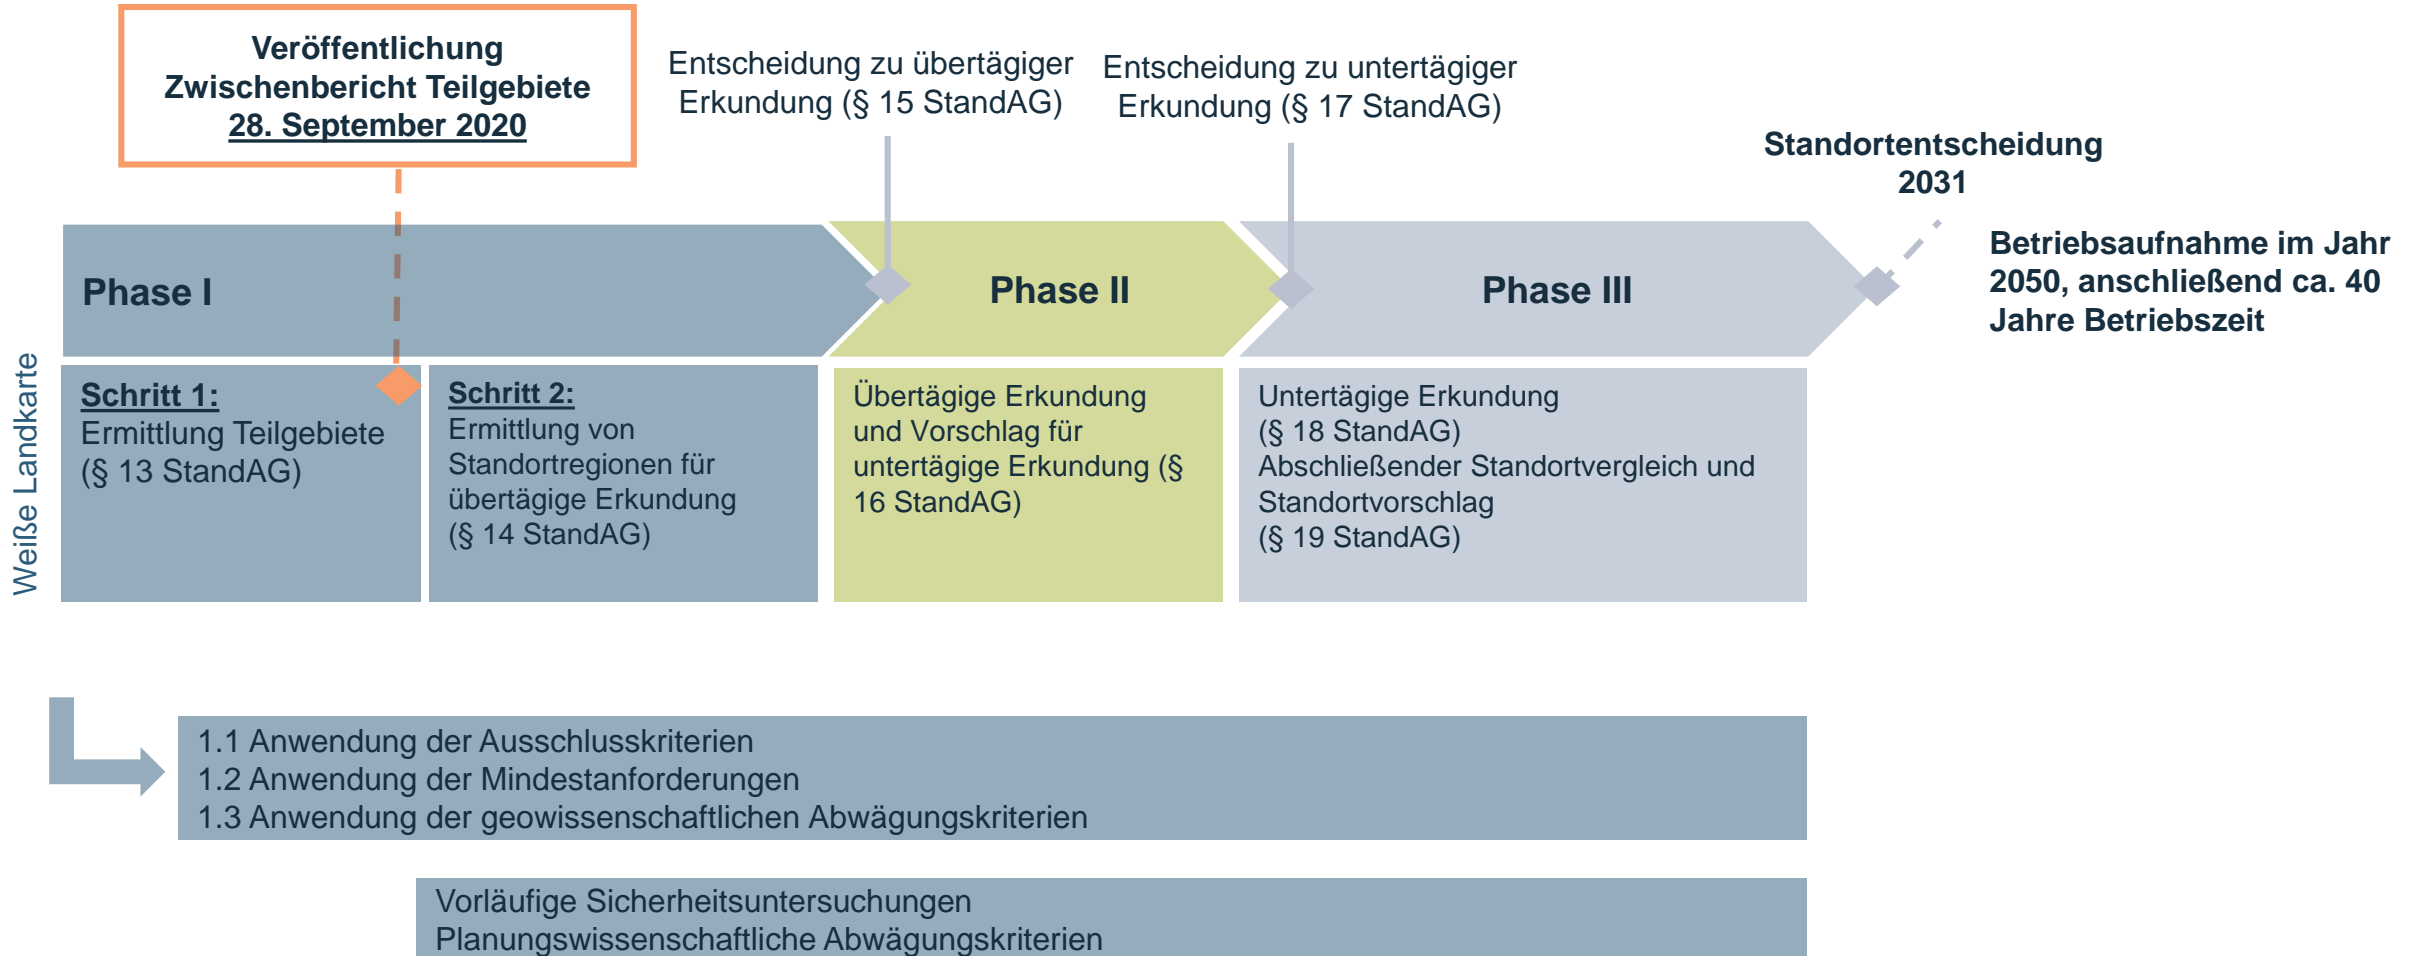 Veröffentlichung
Zwischenbericht Teilgebiete
28. September 2020
Entscheidung zu übertägiger
Erkundung (§ 15 StandAG)
Entscheidung zu untertägiger
Erkundung (§ 17 StandAG)
Standortentscheidung
2031
Betriebsaufnahme im Jahr
2050, anschließend ca. 40
Jahre Betriebszeit
Phase I
Phase II
Phase III
Weiße Landkarte
Schritt 1:
Ermittlung Teilgebiete
(§ 13 StandAG)
Schritt 2:
Ermittlung von
Standortregionen für
übertägige Erkundung
(§ 14 StandAG)
Übertägige Erkundung
und Vorschlag für
untertägige Erkundung (§
16 StandAG)
Untertägige Erkundung
(§ 18 StandAG)
Abschließender Standortvergleich und
Standortvorschlag
(§ 19 StandAG)
1.1 Anwendung der Ausschlusskriterien
1.2 Anwendung der Mindestanforderungen
1.3 Anwendung der geowissenschaftlichen Abwägungskriterien
Vorläufige Sicherheitsuntersuchungen
Planungswissenschaftliche Abwägungskriterien